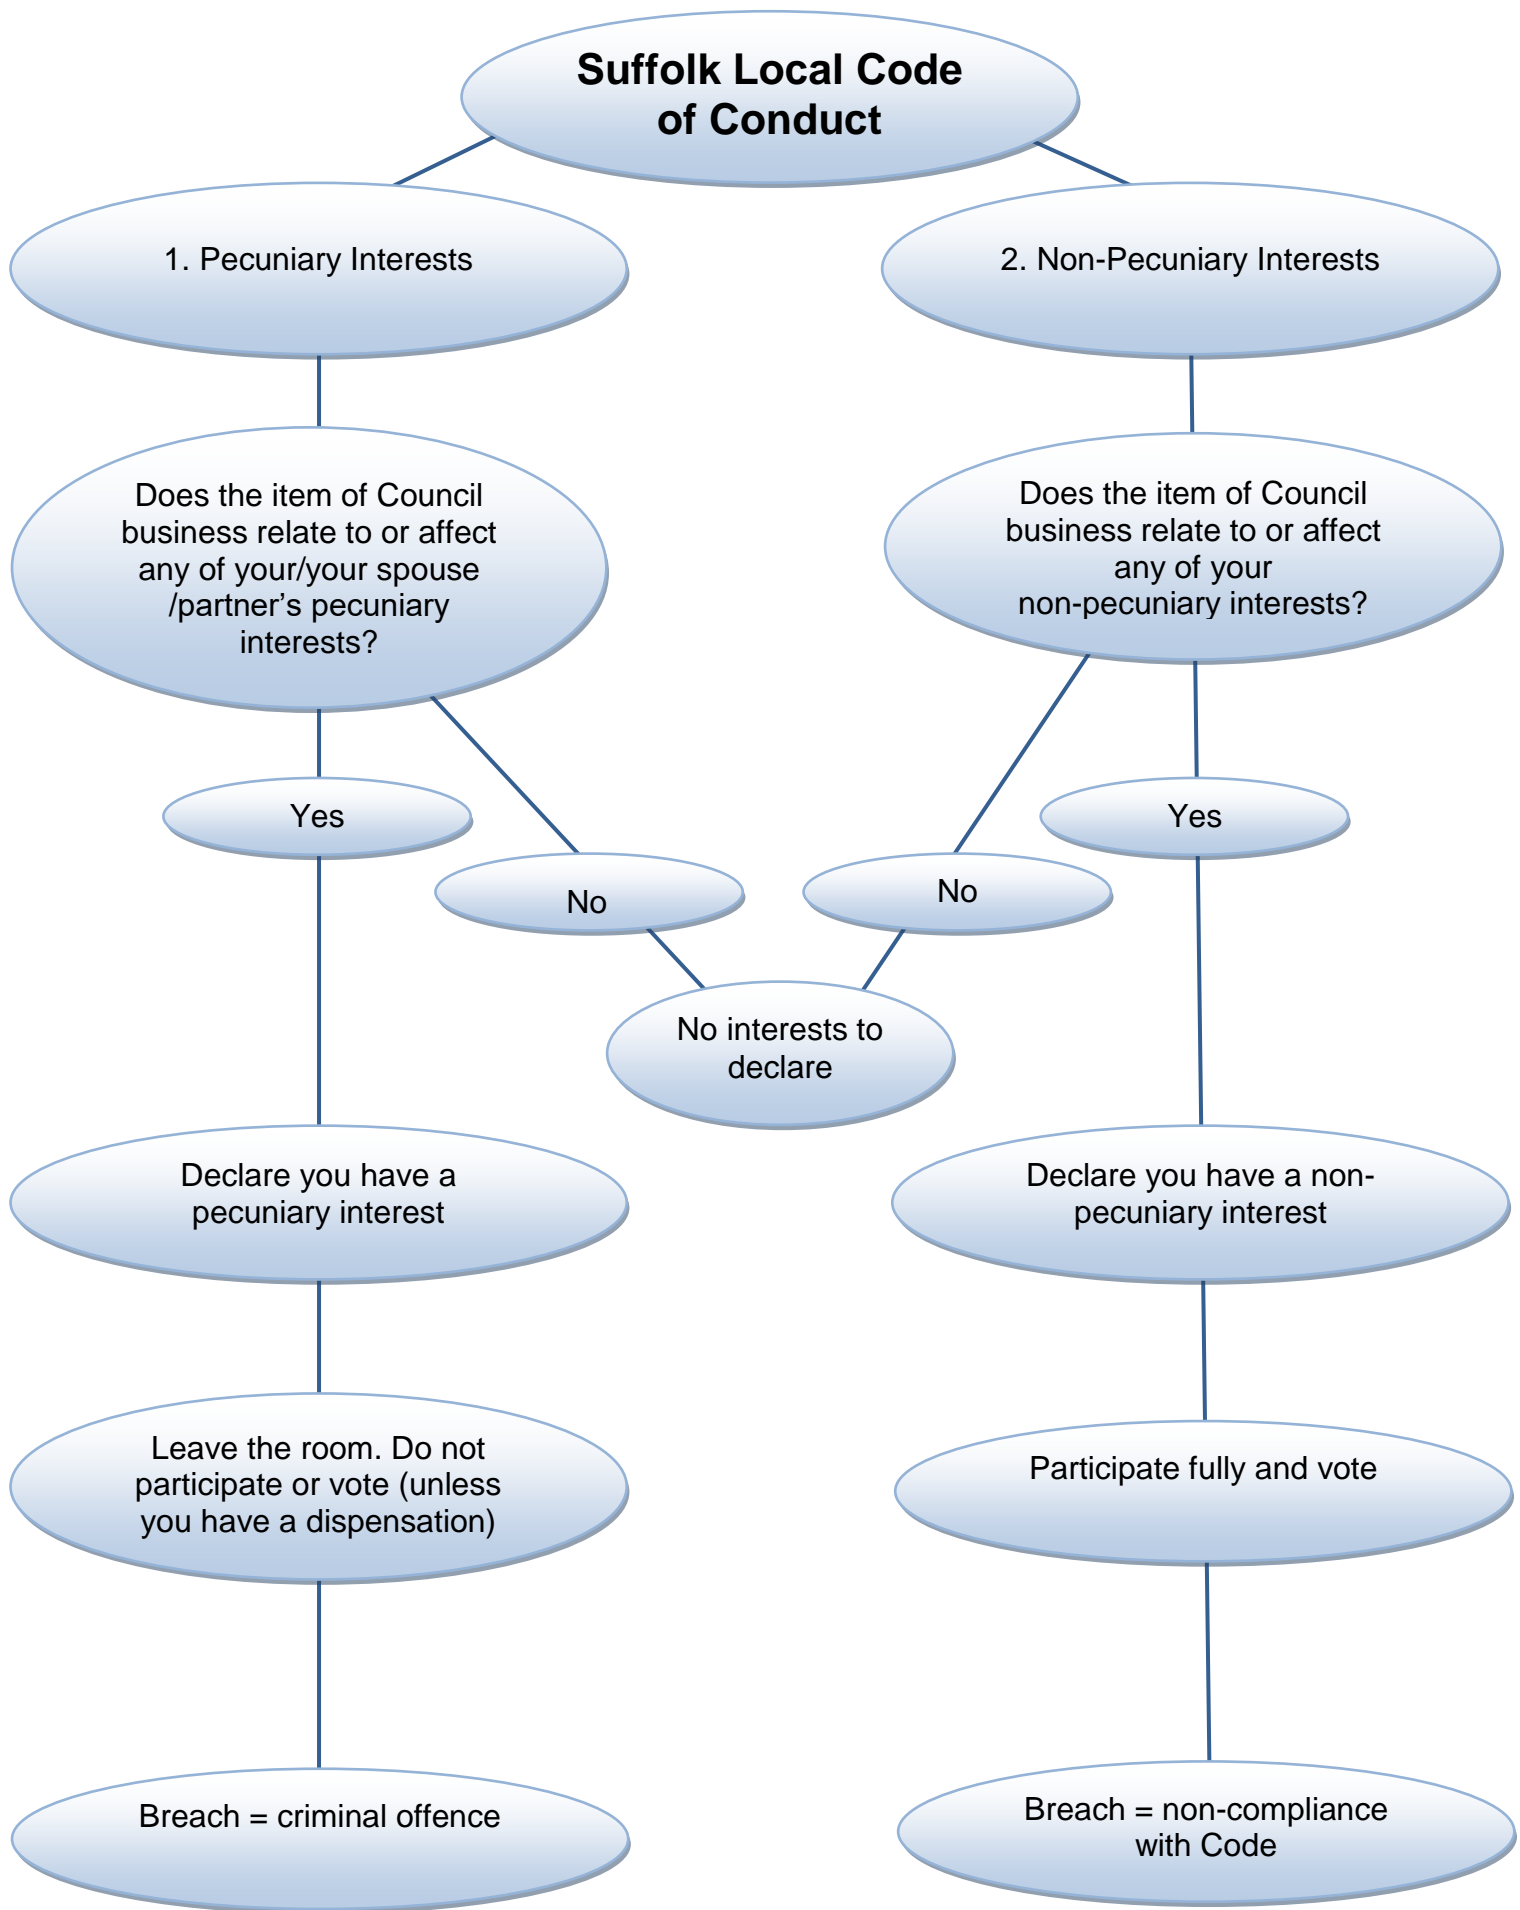 Suffolk Local Code
of Conduct
1. Pecuniary Interests
2. Non-Pecuniary Interests
Does the item of Council
business relate to or affect
any of your/your spouse
/partner’s pecuniary
interests?
Does the item of Council
business relate to or affect
any of your
non-pecuniary interests?
Yes
No
No
Yes
No interests to
declare
Declare you have a
pecuniary interest
Declare you have a non-
pecuniary interest
Leave the room. Do not
participate or vote (unless
you have a dispensation)
Participate fully and vote
Breach = criminal offence
Breach = non-compliance
with Code